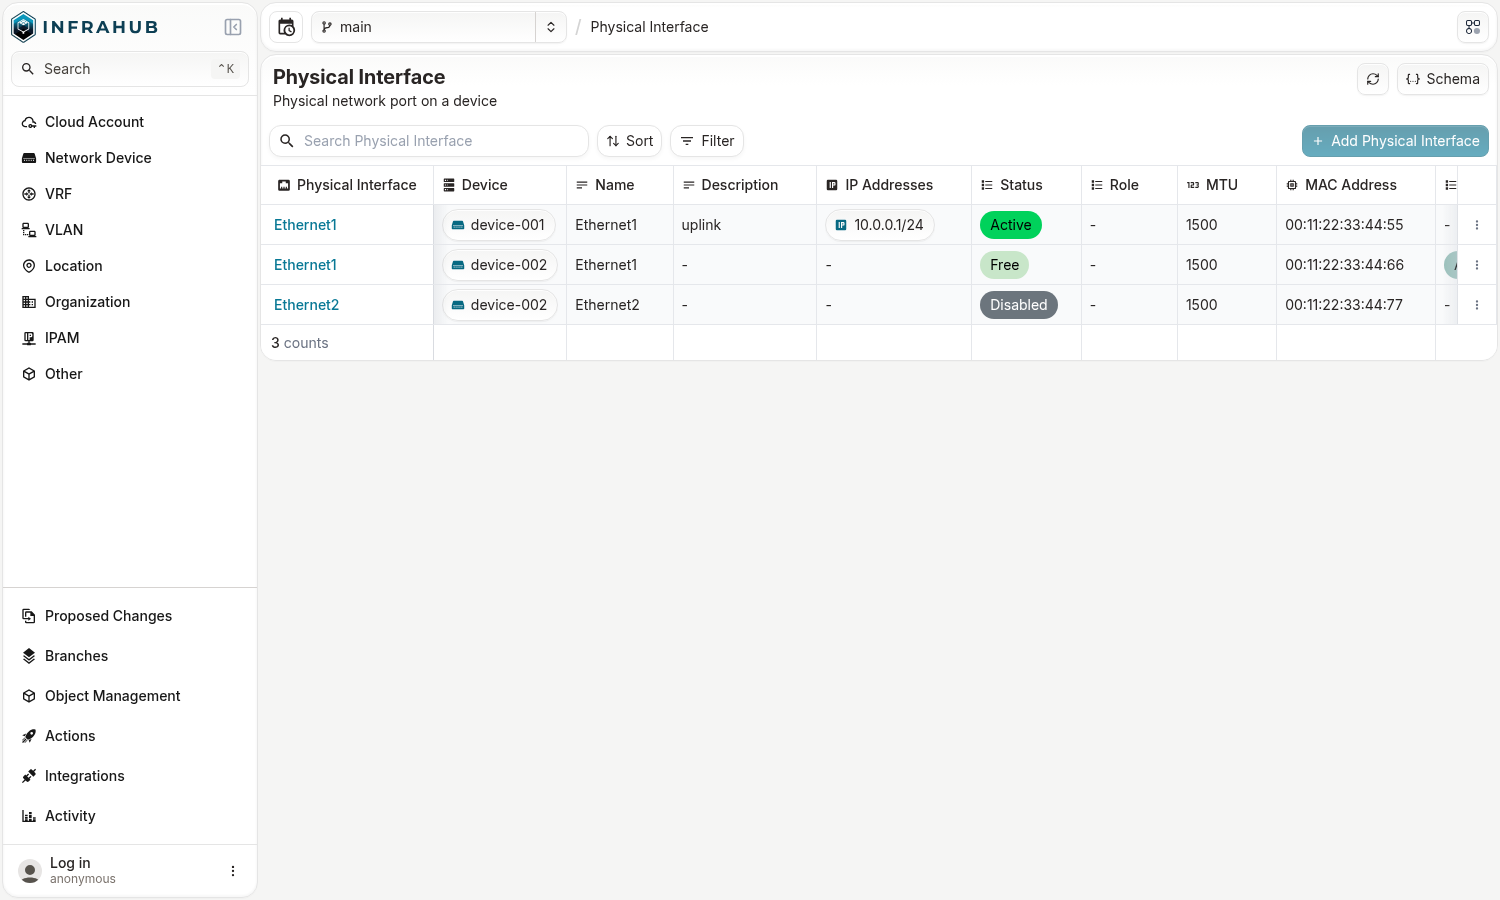 INFRAHUB
main
/
Physical Interface
Search
^K
Physical Interface
Physical network port on a device
Schema
Cloud Account
Network Device
VRF
VLAN
Location
Organization
IPAM
Other
Search Physical Interface
Sort
Filter
+ Add Physical Interface
Physical Interface Device Name Description IP Addresses Status Role 123 MTU MAC Address
Ethernet1 device-001 Ethernet1 uplink IP 10.0.0.1/24 Active - 1500 00:11:22:33:44:55 -
Ethernet1 device-002 Ethernet1 - - Free - 1500 00:11:22:33:44:66
Ethernet2 device-002 Ethernet2 - - Disabled - 1500 00:11:22:33:44:77 -
3 counts
Proposed Changes
Branches
Object Management
Actions
Integrations
Activity
Log in
anonymous